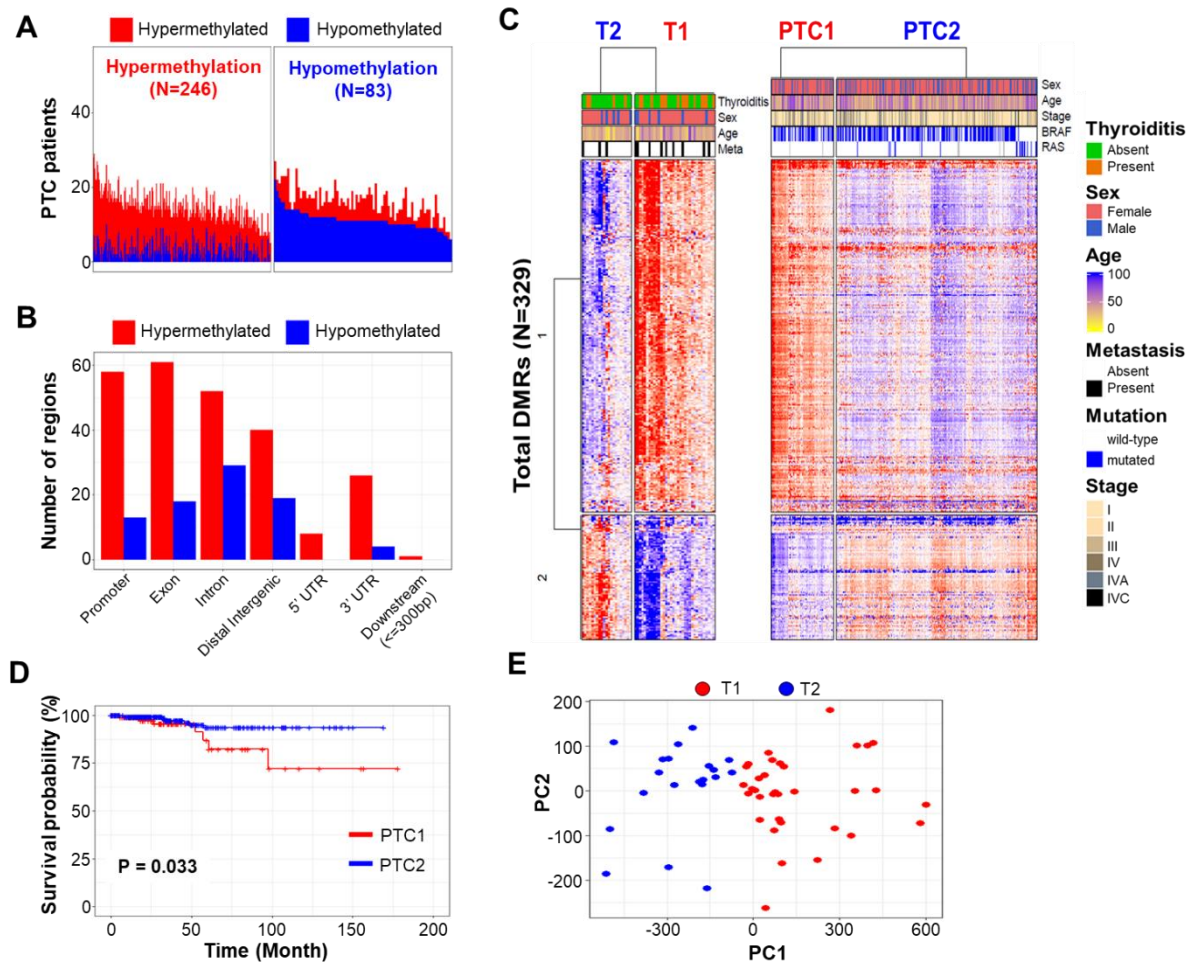 A
Hypermethylated
Hypomethylated
Hypermethylation
(N=246)
Hypomethylation
(N=83)
PTC patients
40
20
0
B
Hypermethylated
Hypomethylated
Number of regions
60
40
20
0
Promoter
Exon
Intron
Distal Intergenic
5' UTR
3' UTR
Downstream
(<=300bp)
C
T2
T1
PTC1
PTC2
Thyroiditis
Sex
Age
Meta
Sex
Age
Stage
BRAF
RAS
Total DMRs (N=329)
1
2
Thyroiditis
Absent
Present
Sex
Female
Male
Age
100
50
0
Metastasis
Absent
Present
Mutation
wild-type
mutated
Stage
I
II
III
IV
IVA
IVC
D
Survival probability (%)
100
75
50
25
0
PTC1
PTC2
P = 0.033
0
50
100
150
200
Time (Month)
E
T1
T2
PC2
200
100
0
-100
-200
-300
0
300
600
PC1